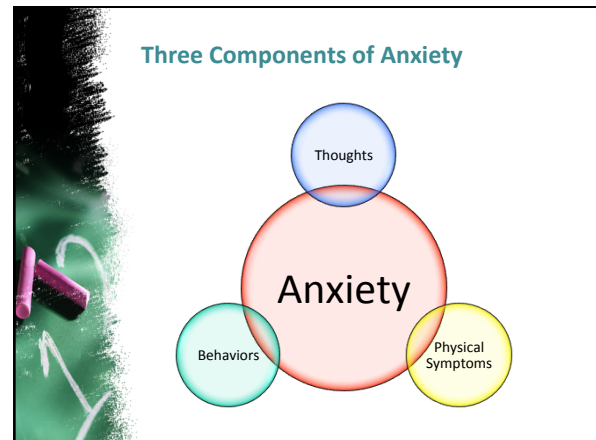 Three Components of Anxiety
Thoughts
Anxiety
Behaviors
Physical
Symptoms